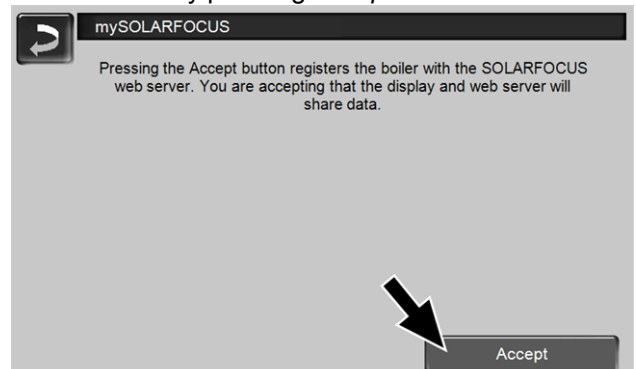 mySOLARFOCUS
Pressing the Accept button registers the boiler with the SOLARFOCUS
web server. You are accepting that the display and web server will
share data.
Accept